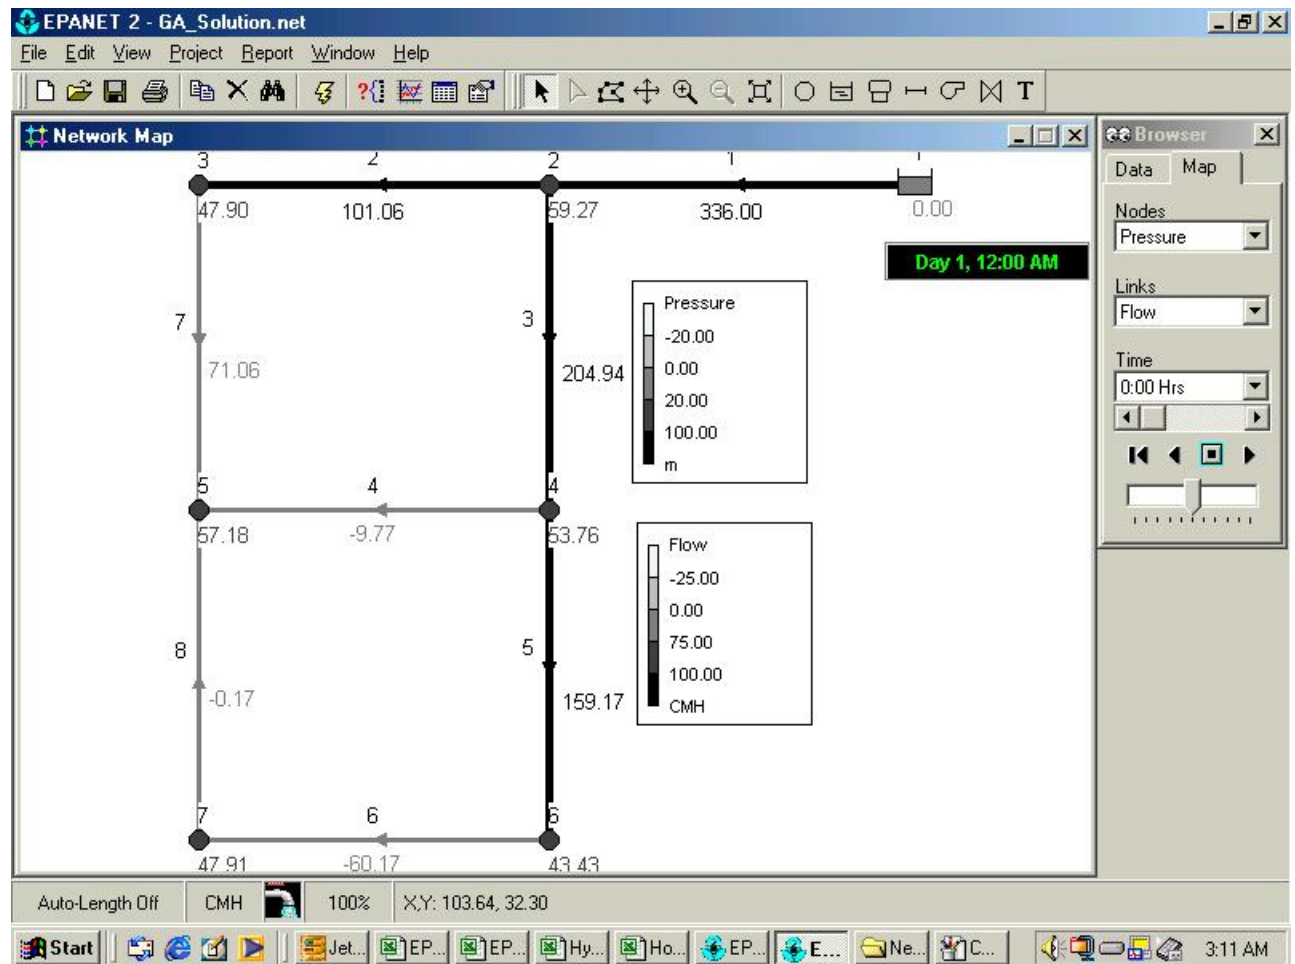 EPANET 2 - GA_Solution.net
File Edit View Project Report Window Help
T
Network Map
3 2 2 1
47.90 101.06 59.27 336.00 0.00
Day 1, 12:00 AM
7 3
71.06 204.94
Pressure
-20.00
0.00
20.00
100.00
m
5 4 4
57.18 -9.77 53.76
Flow
-25.00
0.00
75.00
100.00
CMH
8 5
-0.17 159.17
7 6 6
47.91 -60.17 43.43
Browser
Data Map
Nodes
Pressure
Links
Flow
Time
0:00 Hrs
Auto-Length Off CMH 100% X,Y: 103.64, 32.30
Start Jet... EP... EP... Hy... Ho... EP... E... Ne... C... 3:11 AM